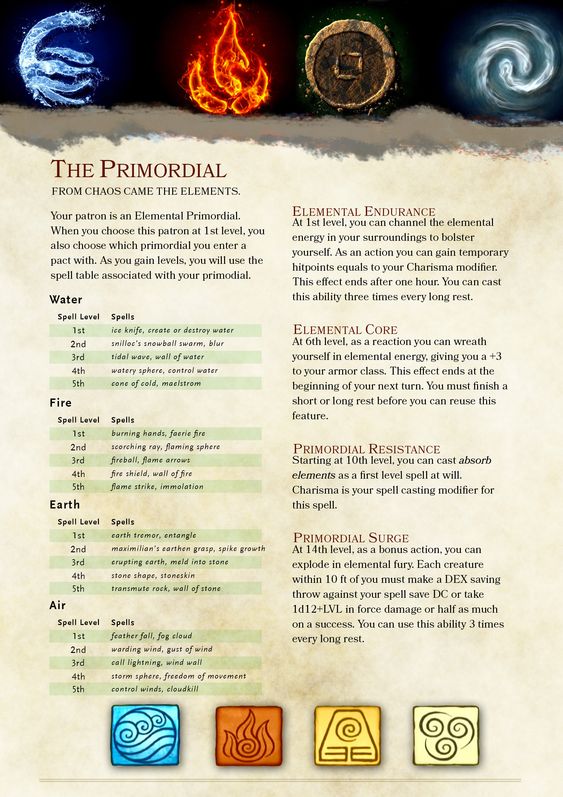 THE PRIMORDIAL
FROM CHAOS CAME THE ELEMENTS.
Your patron is an Elemental Primordial.
When you choose this patron at 1st level, you
also choose which primordial you enter a
pact with. As you gain levels, you will use the
spell table associated with your primodial.
Water
Spell Level Spells
1st ice knife, create or destroy water
2nd snilloc's snowball swarm, blur
3rd tidal wave, wall of water
4th watery sphere, control water
5th cone of cold, maelstrom
Fire
Spell Level Spells
1st burning hands, faerie fire
2nd scorching ray, flaming sphere
3rd fireball, flame arrows
4th fire shield, wall of fire
5th flame strike, immolation
Earth
Spell Level Spells
1st earth tremor, entangle
2nd maximilian's earthen grasp, spike growth
3rd erupting earth, meld into stone
4th stone shape, stoneskin
5th transmute rock, wall of stone
Air
Spell Level Spells
1st feather fall, fog cloud
2nd warding wind, gust of wind
3rd call lightning, wind wall
4th storm sphere, freedom of movement
5th control winds, cloudkill
ELEMENTAL ENDURANCE
At 1st level, you can channel the elemental
energy in your surroundings to bolster
yourself. As an action you can gain temporary
hitpoints equals to your Charisma modifier.
This effect ends after one hour. You can cast
this ability three times every long rest.
ELEMENTAL CORE
At 6th level, as a reaction you can wreath
yourself in elemental energy, giving you a +3
to your armor class. This effect ends at the
beginning of your next turn. You must finish a
short or long rest before you can reuse this
feature.
PRIMORDIAL RESISTANCE
Starting at 10th level, you can cast absorb
elements as a first level spell at will.
Charisma is your spell casting modifier for
this spell.
PRIMORDIAL SURGE
At 14th level, as a bonus action, you can
explode in elemental fury. Each creature
within 10 ft of you must make a DEX saving
throw against your spell save DC or take
1d12+LVL in force damage or half as much
on a success. You can use this ability 3 times
every long rest.